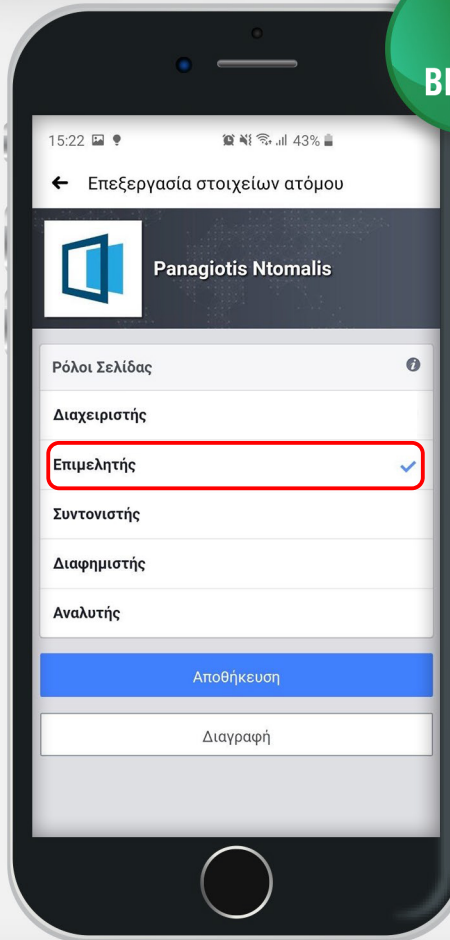 15:22 43%
Επεξεργασία στοιχείων ατόμου
Panagiotis Ntomalis
Ρόλοι Σελίδας
Διαχειριστής
Επιμελητής
Συντονιστής
Διαφημιστής
Αναλυτής
Αποθήκευση
Διαγραφή